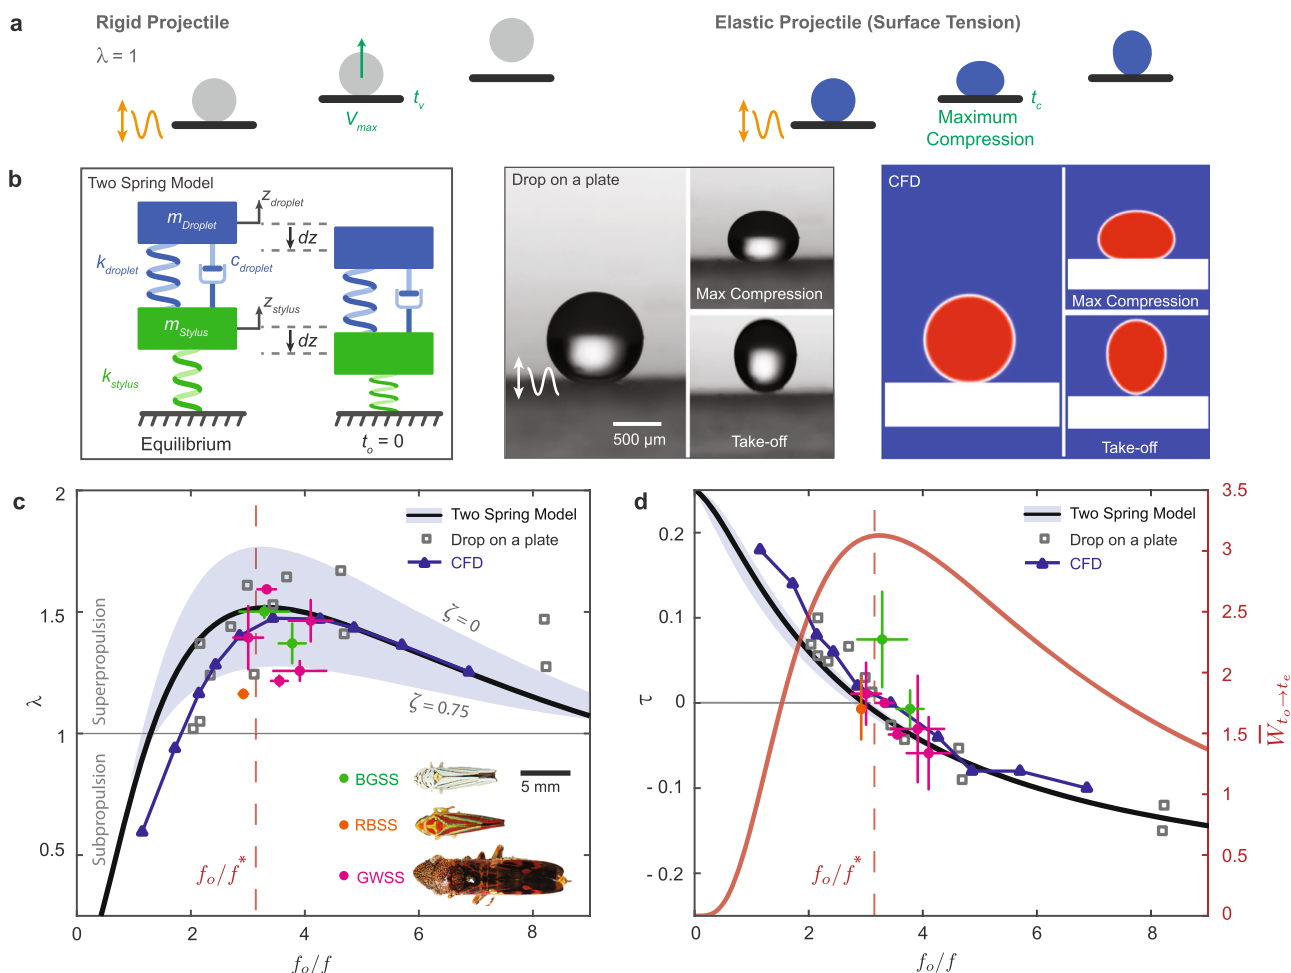 a
Rigid Projectile
λ = 1
V_max
t_v
Elastic Projectile (Surface Tension)
Maximum
Compression
t_c
b
Two Spring Model
m_Droplet
z_droplet
dz
k_droplet
c_droplet
m_Stylus
z_stylus
dz
k_stylus
Equilibrium
t_o = 0
Drop on a plate
500 μm
Max Compression
Take-off
CFD
Max Compression
Take-off
c
2
1.5
1
0.5
λ
Superpropulsion
Subpropulsion
Two Spring Model
Drop on a plate
CFD
ζ = 0
ζ = 0.75
BGSS
5 mm
RBSS
GWSS
f_o/f*
0 2 4 6 8
f_o/f
d
0.2
0.1
0
-0.1
-0.2
τ
Two Spring Model
Drop on a plate
CFD
f_o/f*
3.5
3
2.5
2
1.5
1
0.5
0
W̅_{t_o→t_e}
0 2 4 6 8
f_o/f